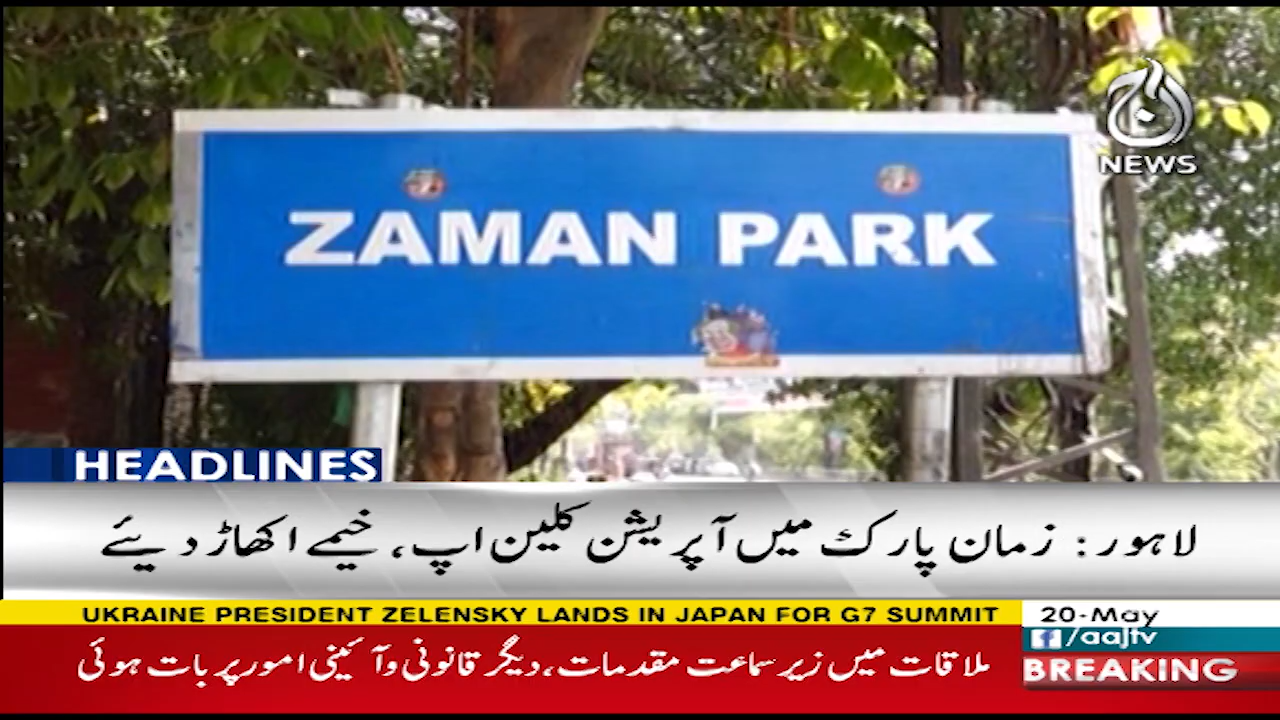 آج
NEWS
ZAMAN PARK
HEADLINES
لاہور: زمان پارک میں آپریشن کلین اپ، خیمے اکھاڑ دیئے
UKRAINE PRESIDENT ZELENSKY LANDS IN JAPAN FOR G7 SUMMIT
20-May
f/aajtv
ملاقات میں زیر سماعت مقدمات، دیگر قانونی و آئینی امور پر بات ہوئی
BREAKING